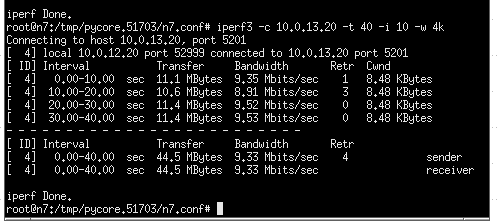 iperf Done.
root@n7:/tmp/pycore.51703/n7.conf# iperf3 -c 10.0.13.20 -t 40 -i 10 -w 4k
Connecting to host 10.0.13.20, port 5201
[  4] local 10.0.12.20 port 52999 connected to 10.0.13.20 port 5201
[ ID] Interval           Transfer     Bandwidth       Retr  Cwnd
[  4]   0.00-10.00  sec  11.1 MBytes  9.35 Mbits/sec    1   8.48 KBytes
[  4]  10.00-20.00  sec  10.6 MBytes  8.91 Mbits/sec    3   8.48 KBytes
[  4]  20.00-30.00  sec  11.4 MBytes  9.52 Mbits/sec    0   8.48 KBytes
[  4]  30.00-40.00  sec  11.4 MBytes  9.53 Mbits/sec    0   8.48 KBytes
- - - - - - - - - - - - - - - - - - - - - - - - -
[ ID] Interval           Transfer     Bandwidth       Retr
[  4]   0.00-40.00  sec  44.5 MBytes  9.33 Mbits/sec    4             sender
[  4]   0.00-40.00  sec  44.5 MBytes  9.33 Mbits/sec                  receiver
iperf Done.
root@n7:/tmp/pycore.51703/n7.conf#